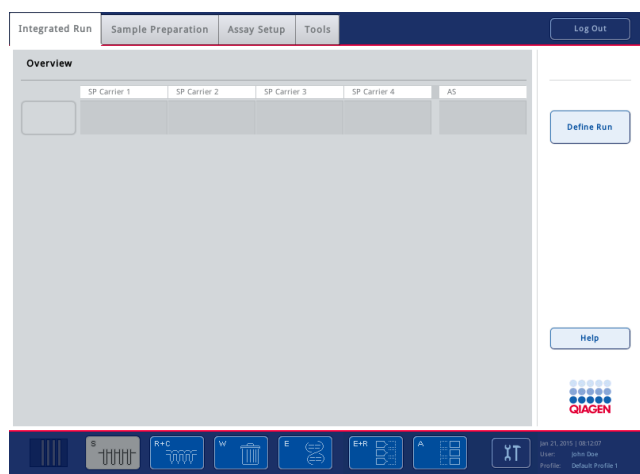 Integrated Run Sample Preparation Assay Setup Tools Log Out
Overview
SP Carrier 1 SP Carrier 2 SP Carrier 3 SP Carrier 4 AS
Define Run
Help
QIAGEN
S R+C W E E+R A
Jan 21, 2015 | 08:12:07
User: John Doe
Profile: Default Profile 1